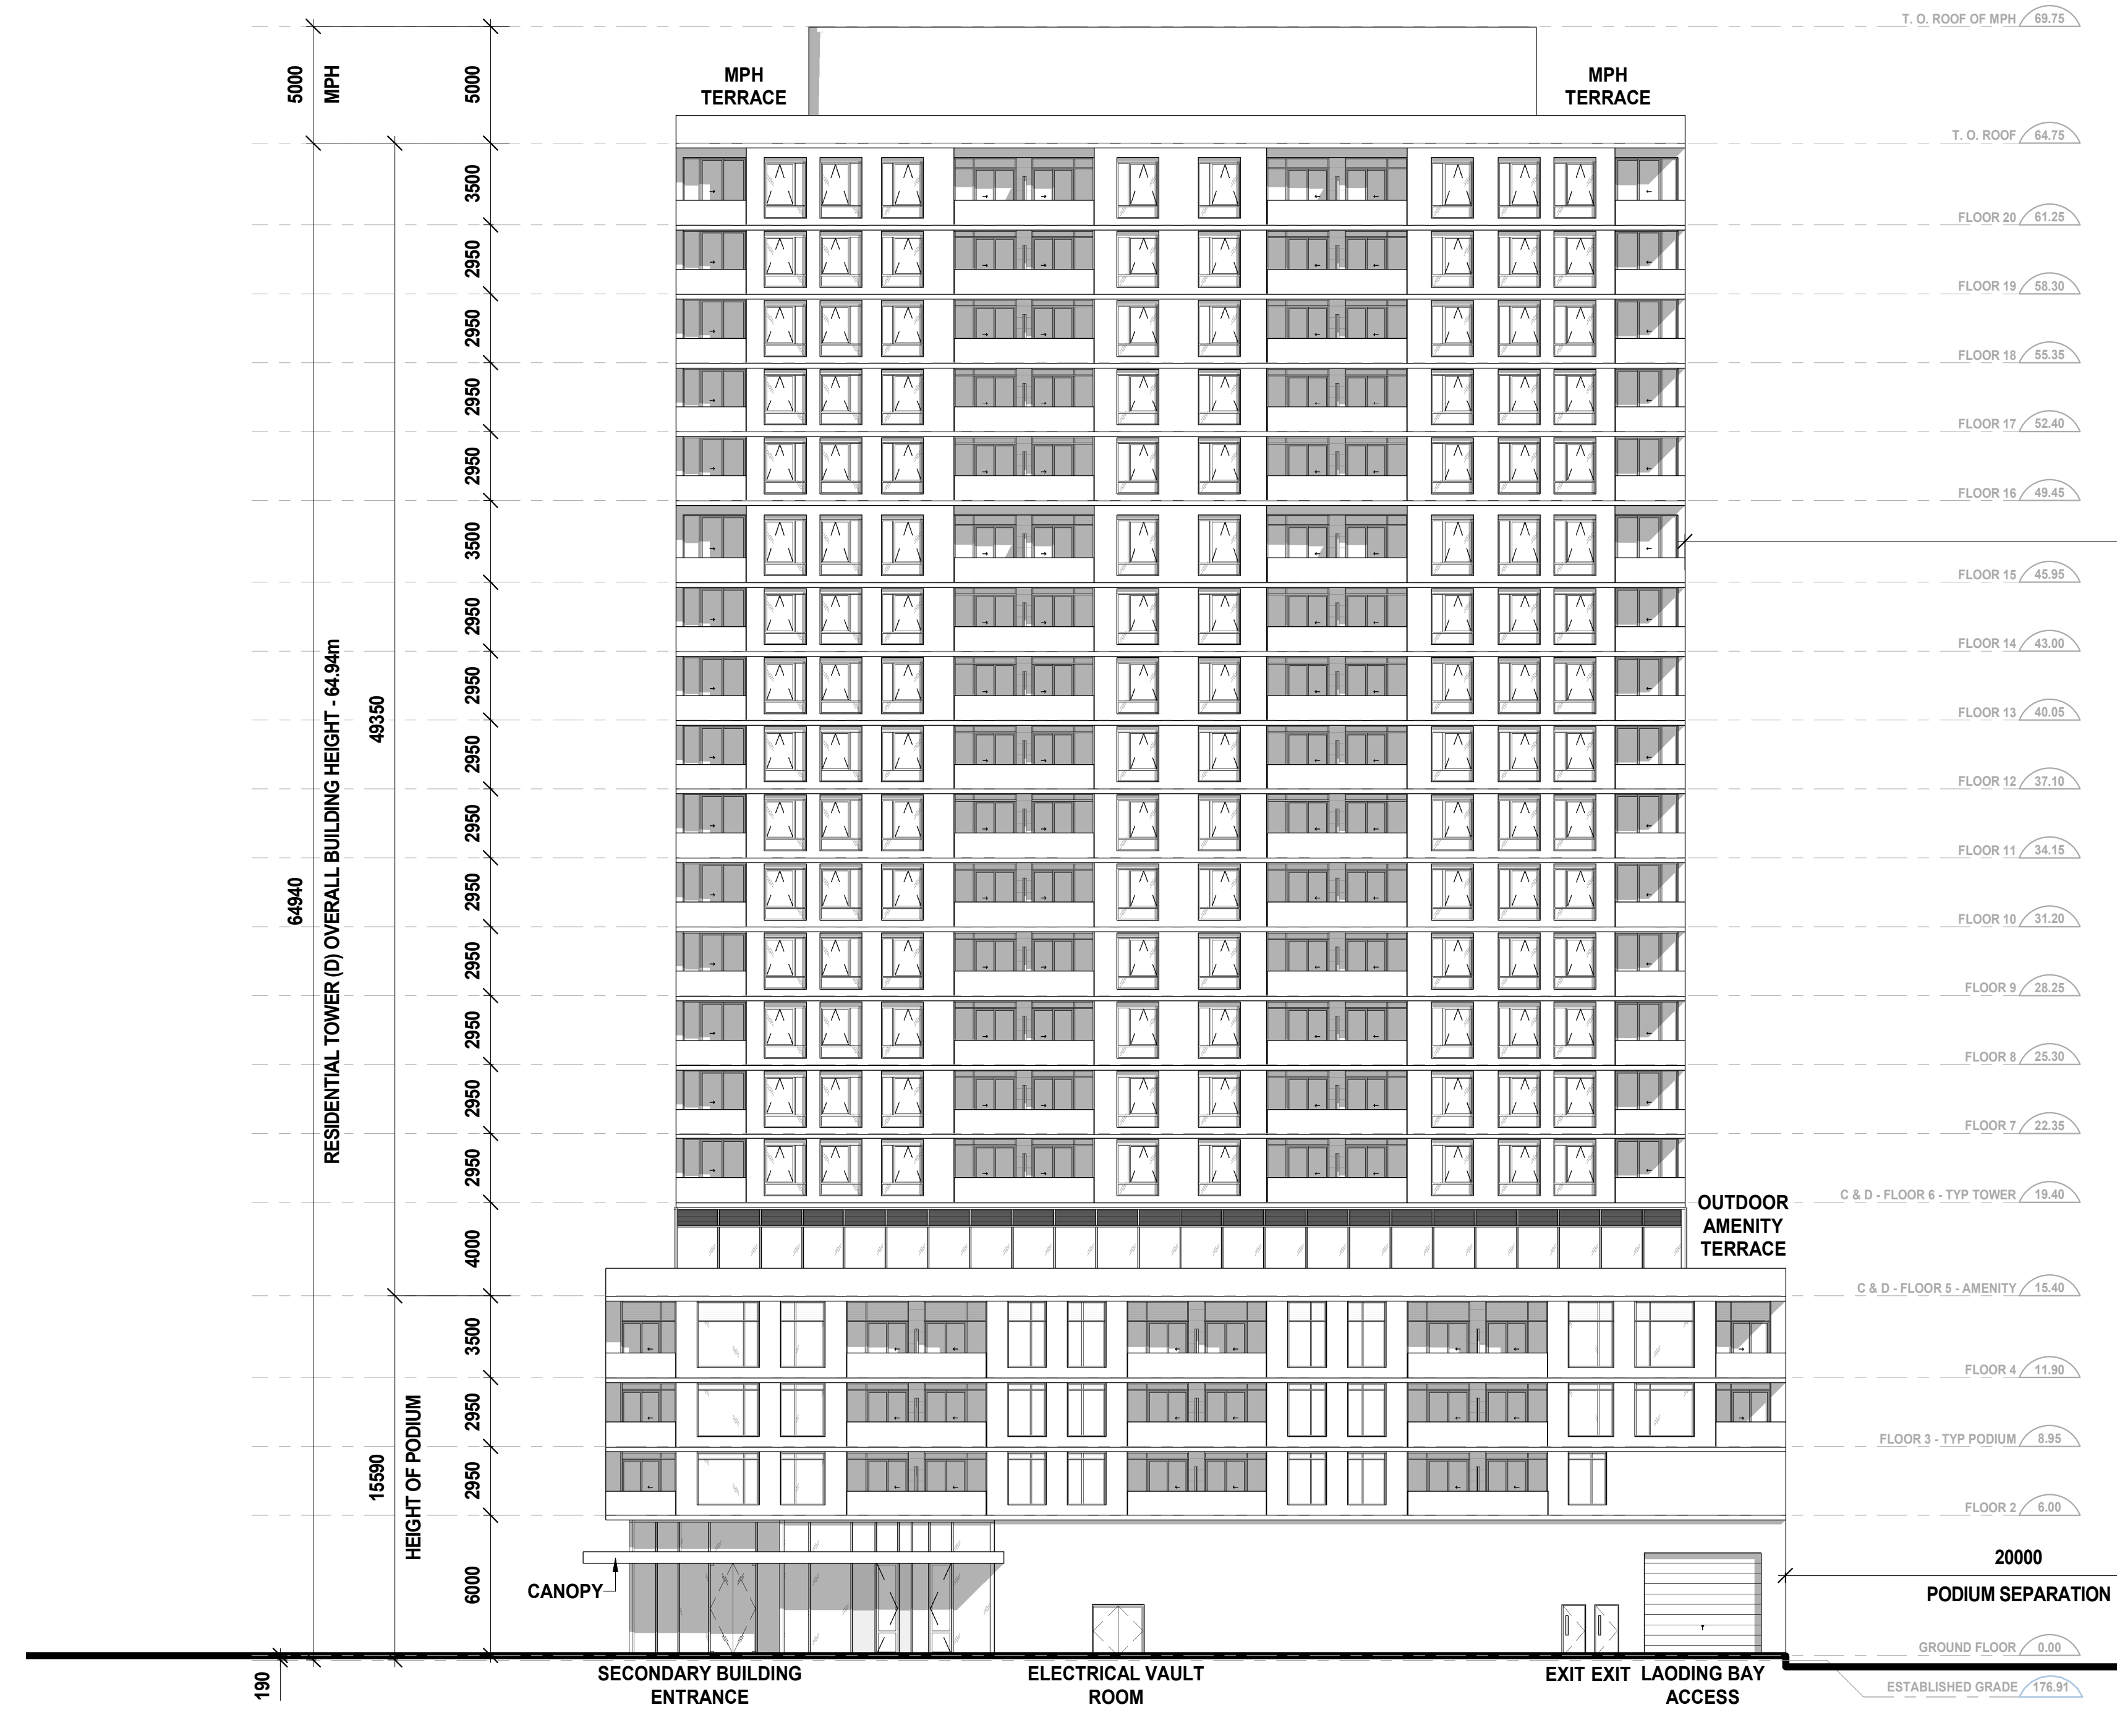 T. O. ROOF OF MPH 69.75
5000
MPH
5000
MPH
TERRACE
MPH
TERRACE
T. O. ROOF 64.75
3500
FLOOR 20 61.25
2950
FLOOR 19 58.30
2950
FLOOR 18 55.35
2950
FLOOR 17 52.40
2950
FLOOR 16 49.45
3500
FLOOR 15 45.95
2950
FLOOR 14 43.00
2950
FLOOR 13 40.05
2950
FLOOR 12 37.10
2950
FLOOR 11 34.15
2950
FLOOR 10 31.20
2950
FLOOR 9 28.25
2950
FLOOR 8 25.30
2950
FLOOR 7 22.35
2950
C & D - FLOOR 6 - TYP TOWER 19.40
64940
RESIDENTIAL TOWER (D) OVERALL BUILDING HEIGHT - 64.94m
49350
OUTDOOR
AMENITY
TERRACE
4000
C & D - FLOOR 5 - AMENITY 15.40
3500
FLOOR 4 11.90
2950
FLOOR 3 - TYP PODIUM 8.95
2950
FLOOR 2 6.00
15590
HEIGHT OF PODIUM
6000
CANOPY
20000
PODIUM SEPARATION
GROUND FLOOR 0.00
190
SECONDARY BUILDING
ENTRANCE
ELECTRICAL VAULT
ROOM
EXIT EXIT LAODING BAY
ACCESS
ESTABLISHED GRADE 176.91